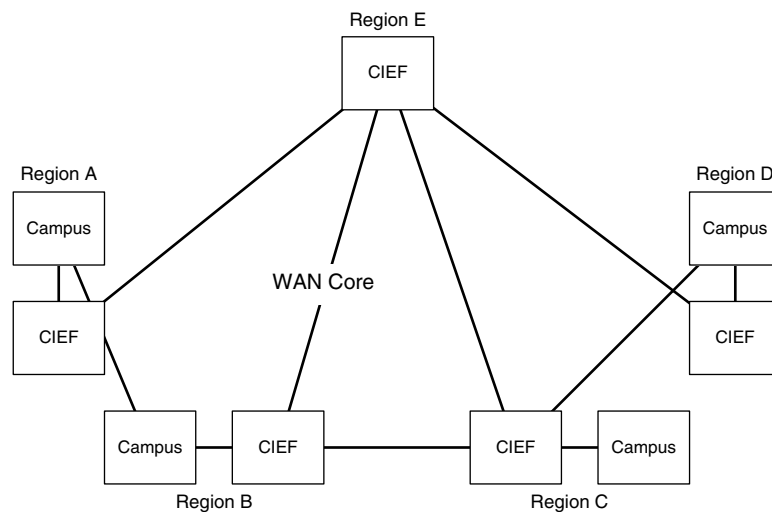 Region E
CIEF
Region A
Region D
Campus
Campus
WAN Core
CIEF
CIEF
Campus
CIEF
CIEF
Campus
Region B
Region C